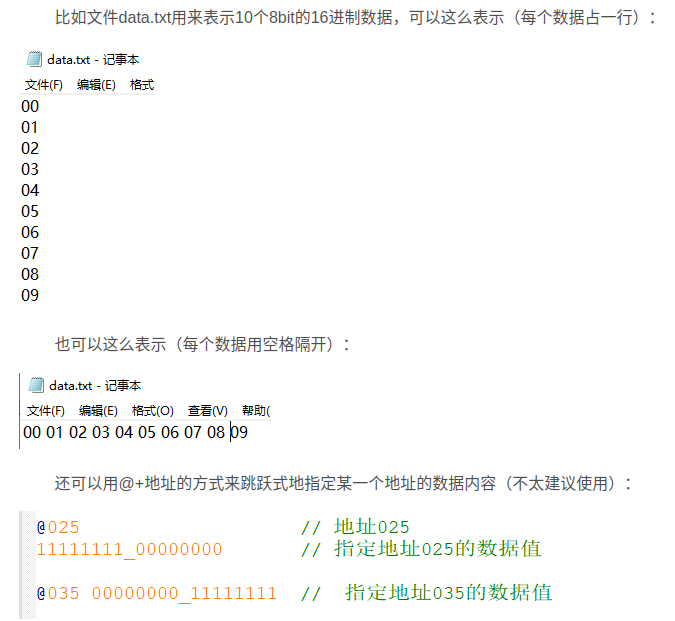 比如文件data.txt用来表示10个8bit的16进制数据，可以这么表示（每个数据占一行）：
data.txt - 记事本
文件(F) 编辑(E) 格式
00
01
02
03
04
05
06
07
08
09
也可以这么表示（每个数据用空格隔开）：
data.txt - 记事本
文件(F) 编辑(E) 格式(O) 查看(V) 帮助(
00 01 02 03 04 05 06 07 08 09
还可以用@+地址的方式来跳跃式地指定某一个地址的数据内容（不太建议使用）：
@025 // 地址025
11111111_00000000 // 指定地址025的数据值
@035 00000000_11111111 // 指定地址035的数据值